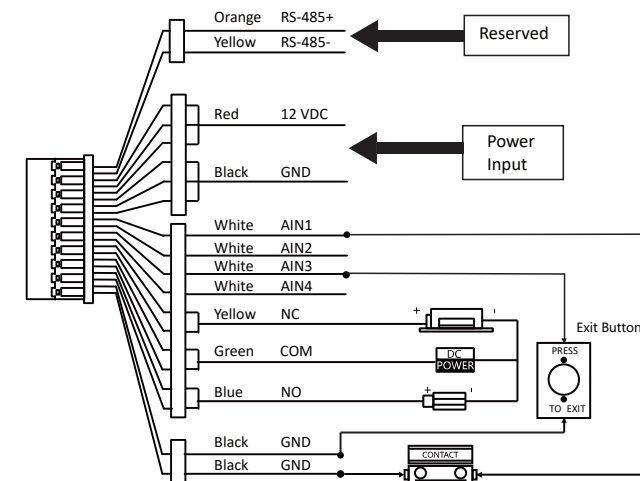 Orange RS-485+
Yellow RS-485-
Reserved
Red 12 VDC
Power
Input
Black GND
White AIN1
White AIN2
White AIN3
White AIN4
Yellow NC
+ -
Exit Button
Green COM
DC
POWER
PRESS
TO EXIT
Blue NO
+ -
Black GND
Black GND
CONTACT